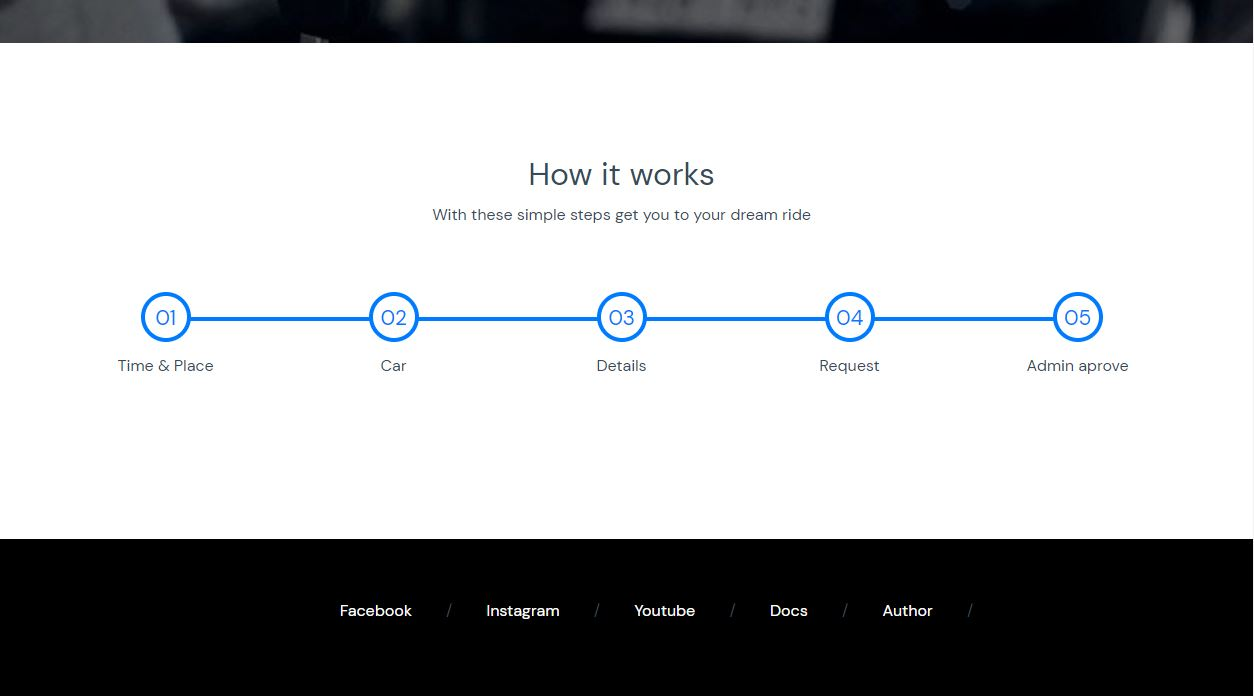 How it works
With these simple steps get you to your dream ride
01 02 03 04 05
Time & Place Car Details Request Admin aprove
Facebook / Instagram / Youtube / Docs / Author /